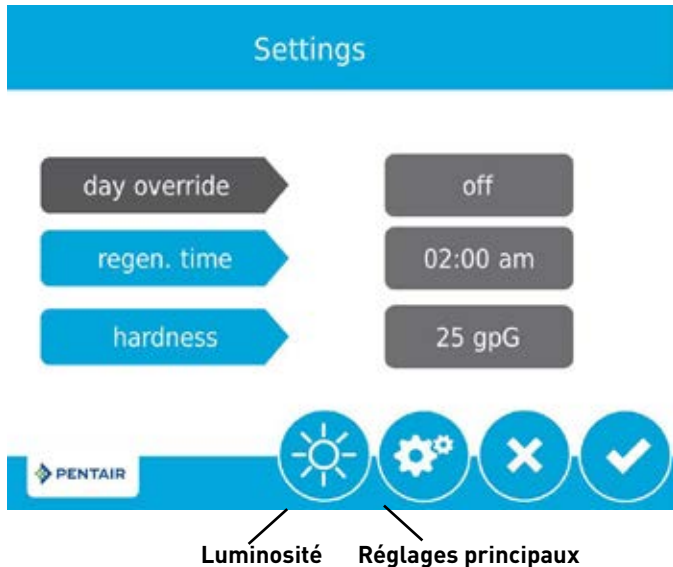 Settings
day override off
regen. time 02:00 am
hardness 25 gpG
PENTAIR
Luminosité Réglages principaux